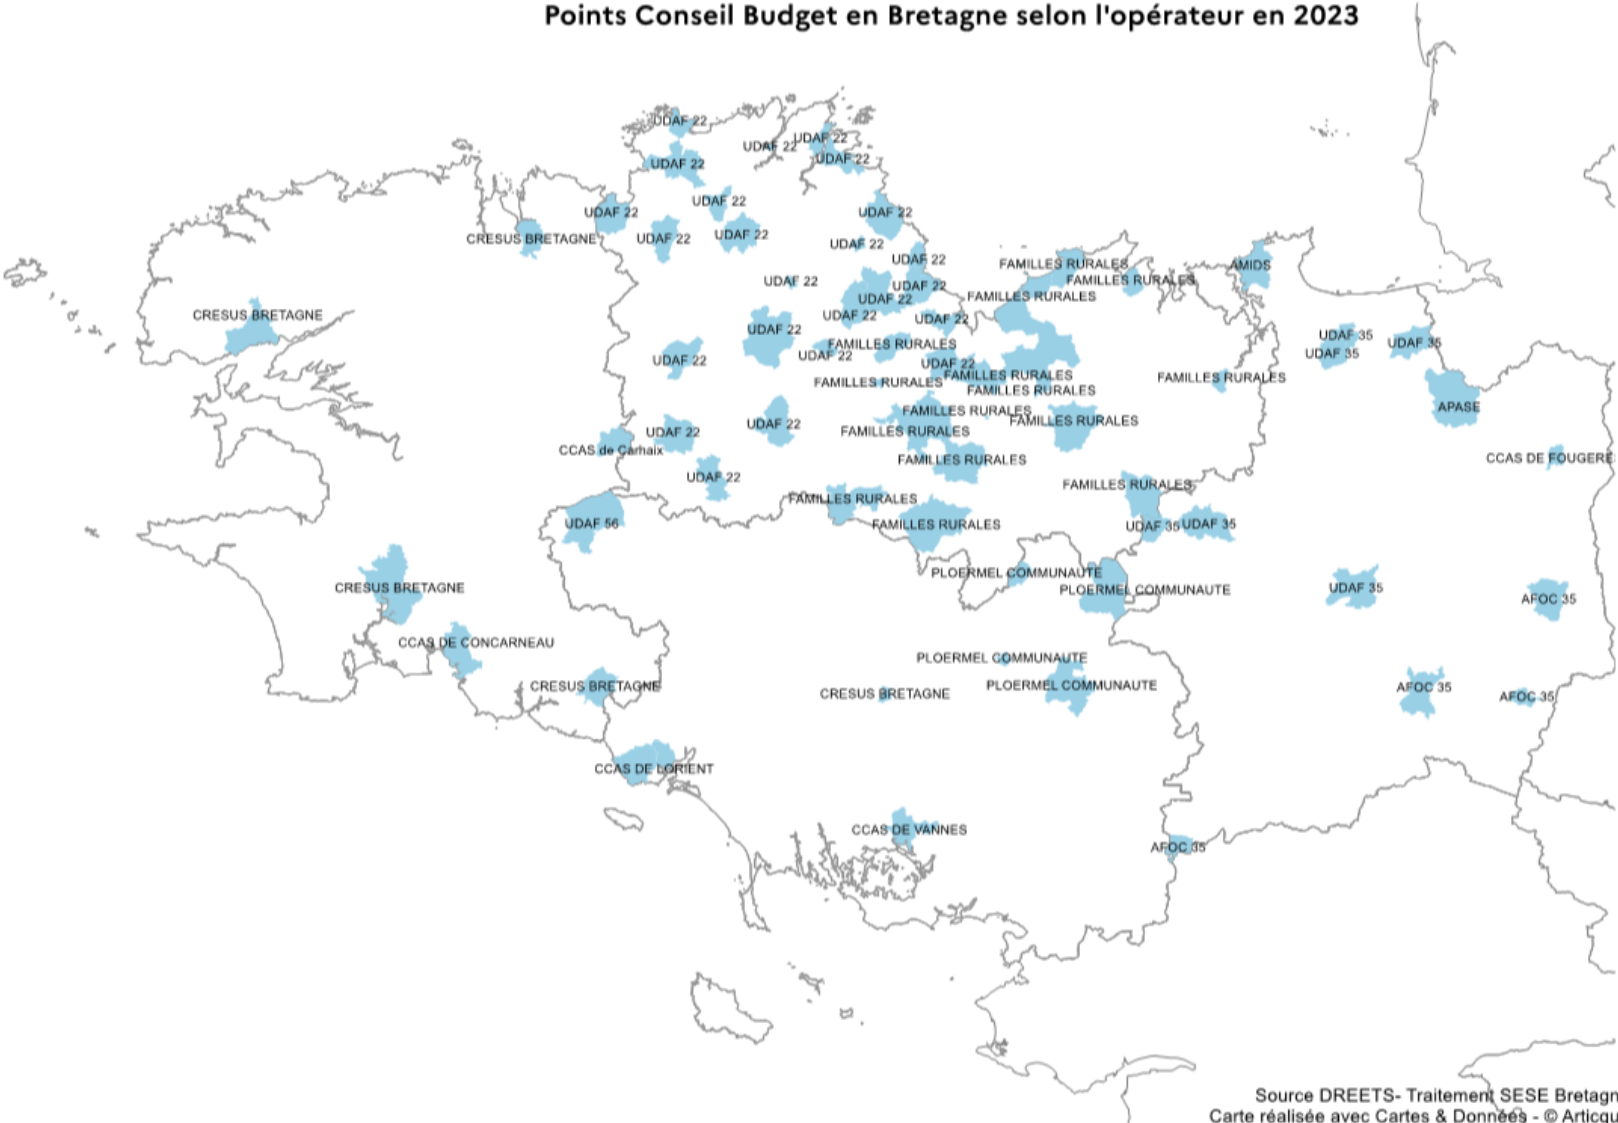 Points Conseil Budget en Bretagne selon l'opérateur en 2023
UDAF 22
UDAF 22
UDAF 22
UDAF 22
UDAF 22
UDAF 22
UDAF 22
UDAF 22
CRESUS BRETAGNE
UDAF 22
UDAF 22
UDAF 22
UDAF 22
FAMILLES RURALES
AMIDS
FAMILLES RURALES
UDAF 22
UDAF 22
UDAF 22
FAMILLES RURALES
CRESUS BRETAGNE
UDAF 22
UDAF 22
UDAF 22
UDAF 35
FAMILLES RURALES
UDAF 35
UDAF 35
UDAF 22
UDAF 22
UDAF 22
FAMILLES RURALES
FAMILLES RURALES
FAMILLES RURALES
FAMILLES RURALES
APASE
FAMILLES RURALES
FAMILLES RURALES
UDAF 22
UDAF 22
FAMILLES RURALES
CCAS de Carhaix
CCAS DE FOUGERE
FAMILLES RURALES
UDAF 22
FAMILLES RURALES
FAMILLES RURALES
UDAF 56
FAMILLES RURALES
UDAF 35
UDAF 35
PLOERMEL COMMUNAUTE
CRESUS BRETAGNE
PLOERMEL COMMUNAUTE
UDAF 35
AFOC 35
CCAS DE CONCARNEAU
PLOERMEL COMMUNAUTE
CRESUS BRETAGNE
CRESUS BRETAGNE
PLOERMEL COMMUNAUTE
AFOC 35
AFOC 35
CCAS DE LORIENT
CCAS DE VANNES
AFOC 35
Source DREETS- Traitement SESE Bretagn
Carte réalisée avec Cartes & Données - © Articqu